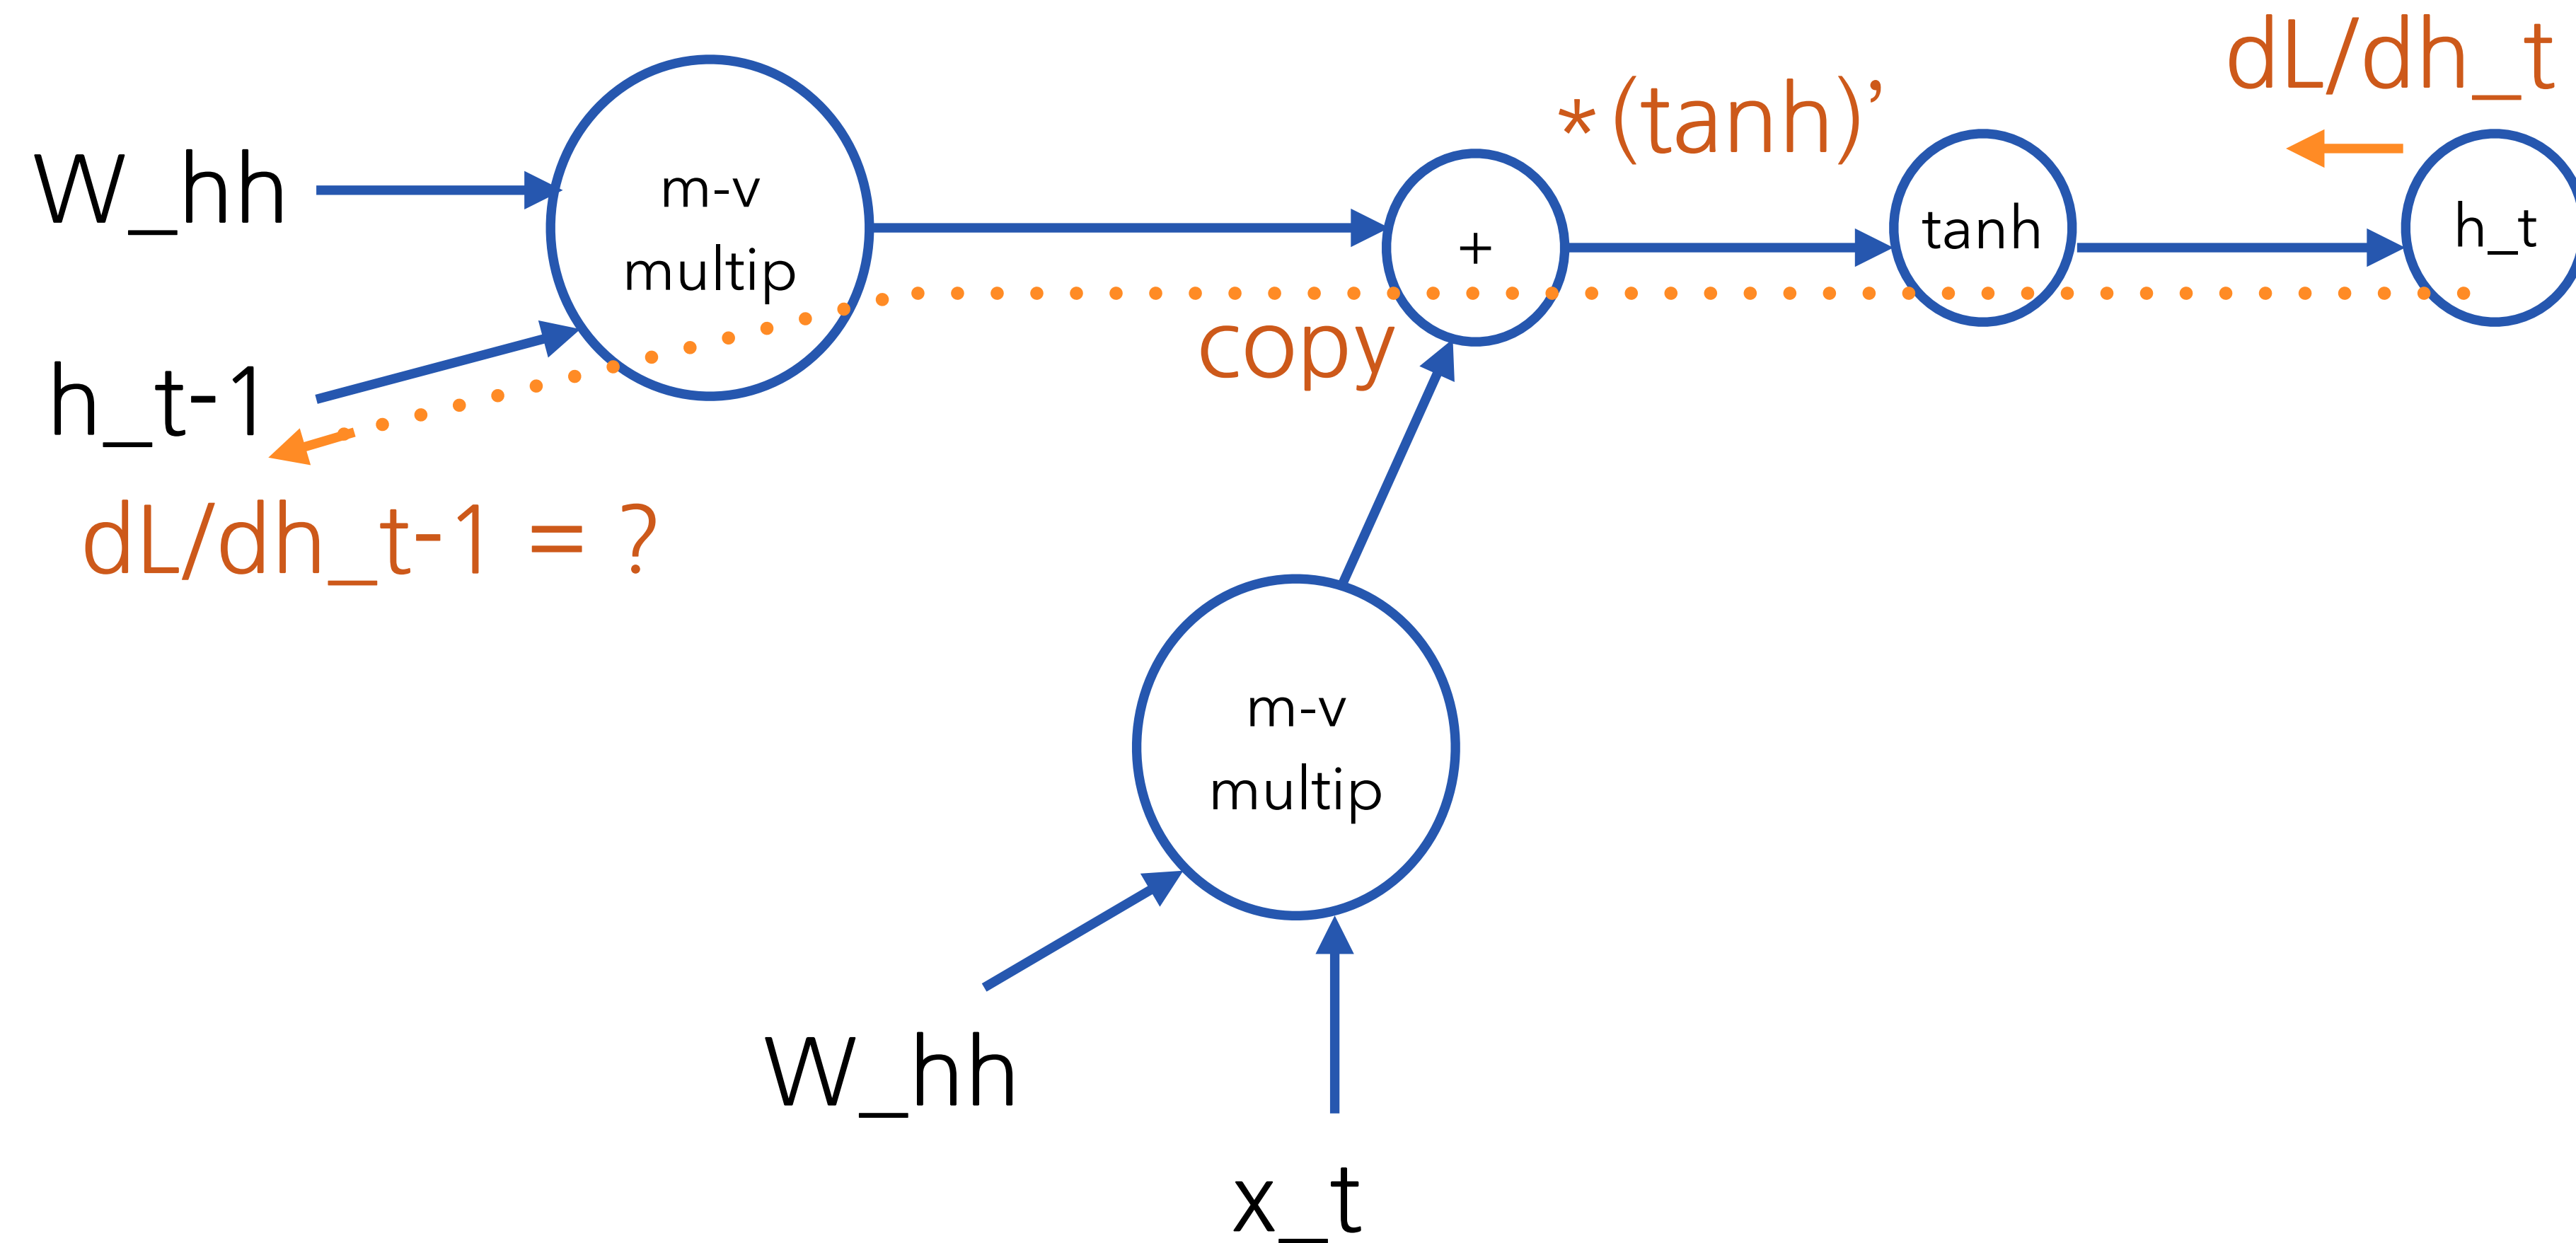 dL/dh_t
*(tanh)’
W_hh
m-v
multip
+
tanh
h_t
h_t-1
copy
dL/dh_t-1 = ?
m-v
multip
W_hh
x_t